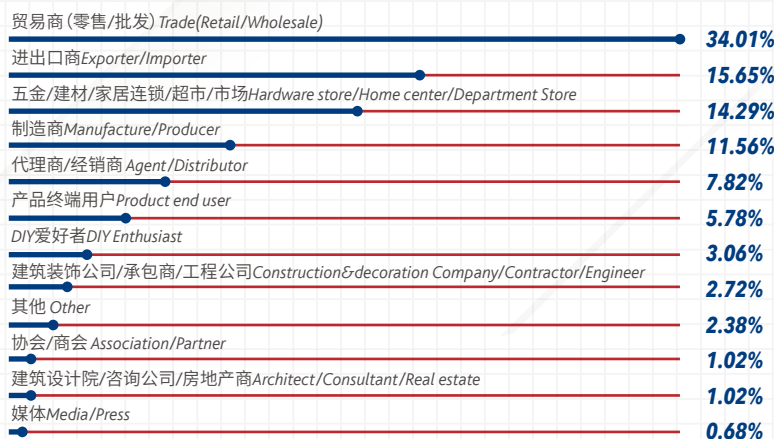 贸易商(零售/批发) Trade(Retail/Wholesale)
34.01%
进出口商Exporter/Importer
15.65%
五金/建材/家居连锁/超市/市场Hardware store/Home center/Department Store
14.29%
制造商Manufacture/Producer
11.56%
代理商/经销商 Agent/Distributor
7.82%
产品终端用户Product end user
5.78%
DIY爱好者DIY Enthusiast
3.06%
建筑装饰公司/承包商/工程公司Construction&decoration Company/Contractor/Engineer
2.72%
其他 Other
2.38%
协会/商会 Association/Partner
1.02%
建筑设计院/咨询公司/房地产商Architect/Consultant/Real estate
1.02%
媒体Media/Press
0.68%